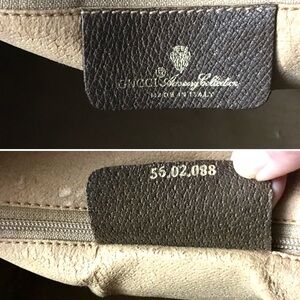 GUCCI Accessory Collection
MADE IN ITALY
56.02.088